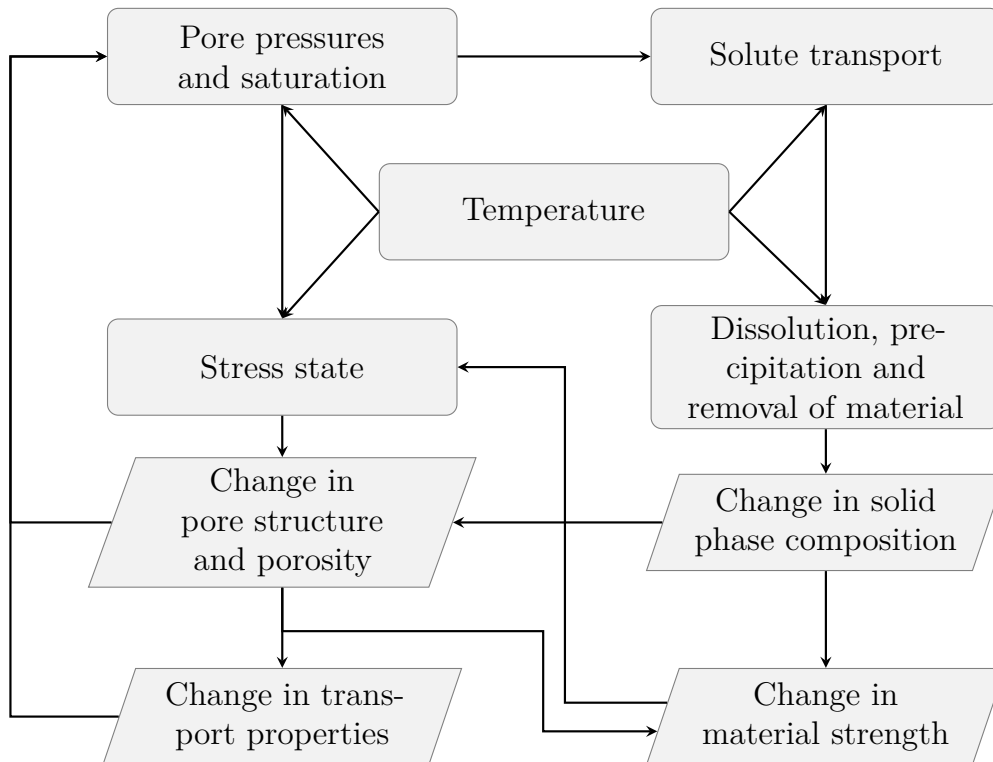 Pore pressures
and saturation
Solute transport
Temperature
Stress state
Dissolution, pre-
cipitation and
removal of material
Change in
pore structure
and porosity
Change in solid
phase composition
Change in trans-
port properties
Change in
material strength